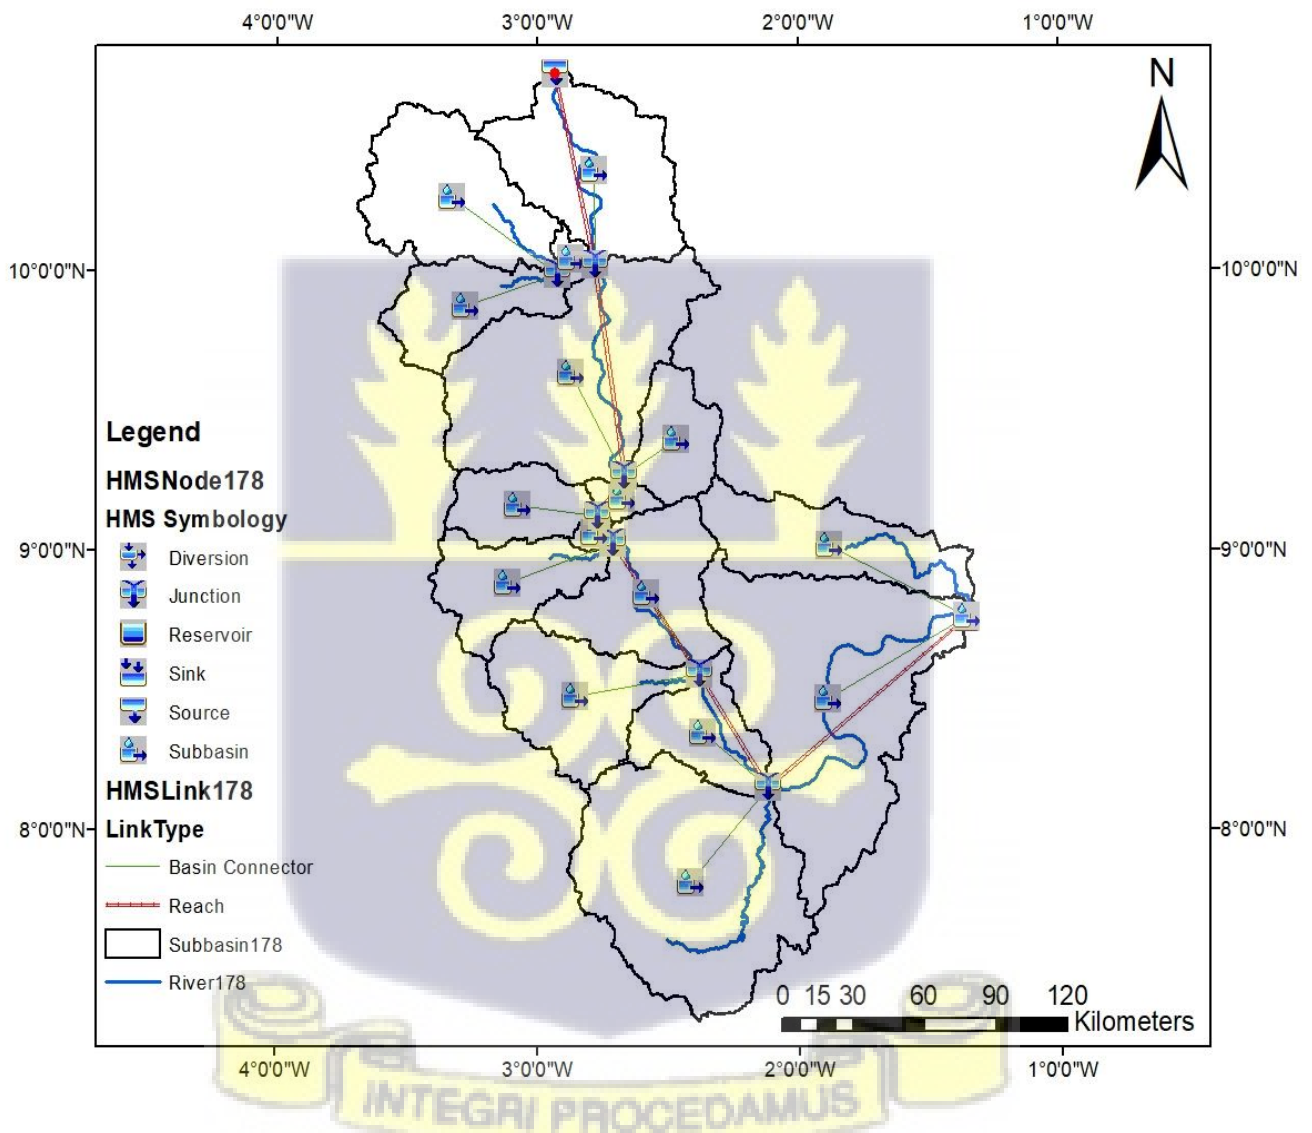 4°0'0"W 3°0'0"W 2°0'0"W 1°0'0"W
N
10°0'0"N 10°0'0"N
Legend
HMSNode178
HMS Symbology
9°0'0"N 9°0'0"N
Diversion
Junction
Reservoir
Sink
Source
Subbasin
HMSLink178
LinkType
8°0'0"N 8°0'0"N
Basin Connector
Reach
Subbasin178
River178
0 15 30 60 90 120
Kilometers
4°0'0"W 3°0'0"W 2°0'0"W 1°0'0"W
INTEGRI PROCEDAMUS